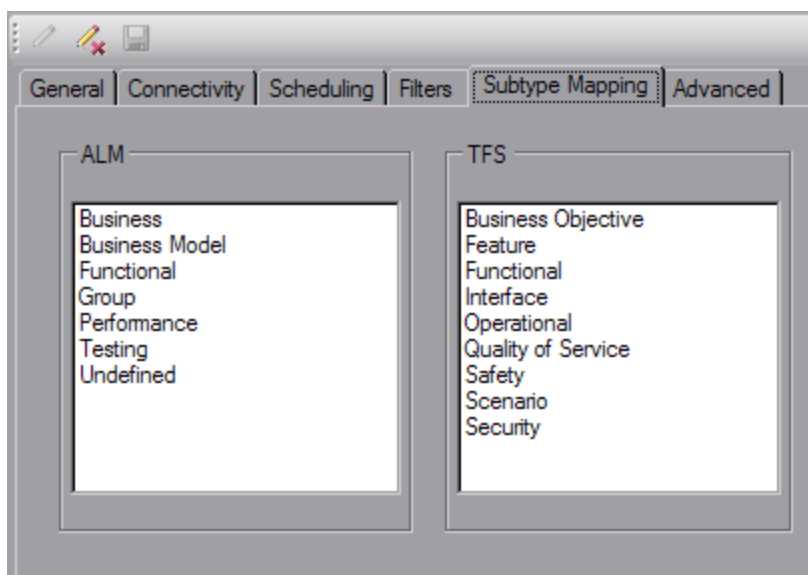 General Connectivity Scheduling Filters Subtype Mapping Advanced
ALM
Business
Business Model
Functional
Group
Performance
Testing
Undefined
TFS
Business Objective
Feature
Functional
Interface
Operational
Quality of Service
Safety
Scenario
Security